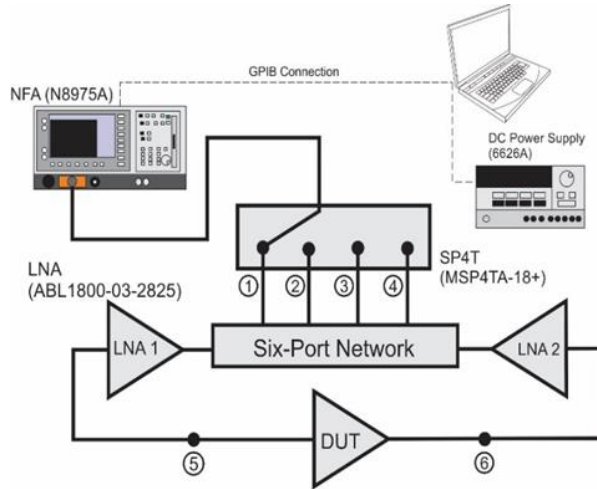 GPIB Connection
NFA (N8975A)
DC Power Supply
(6626A)
LNA
(ABL1800-03-2825)
SP4T
(MSP4TA-18+)
1
2
3
4
LNA 1
Six-Port Network
LNA 2
DUT
5
6